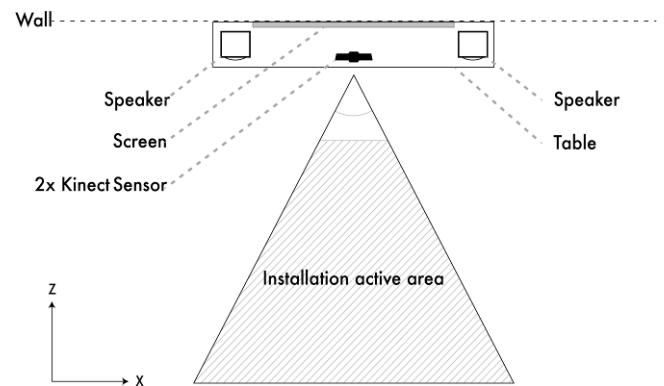 Wall
Speaker
Speaker
Screen
Table
2x Kinect Sensor
Installation active area
Z
X